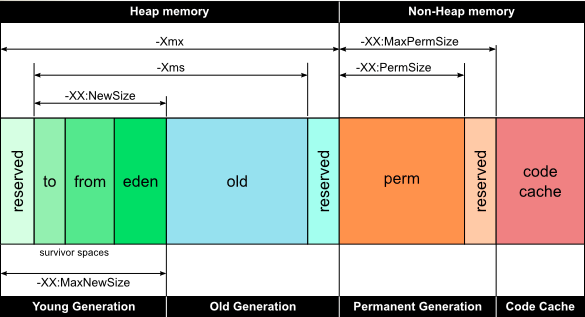 Heap memory
Non-Heap memory
-Xmx
-XX:MaxPermSize
-Xms
-XX:PermSize
-XX:NewSize
reserved
to
from
eden
old
reserved
perm
reserved
code
cache
survivor spaces
-XX:MaxNewSize
Young Generation
Old Generation
Permanent Generation
Code Cache